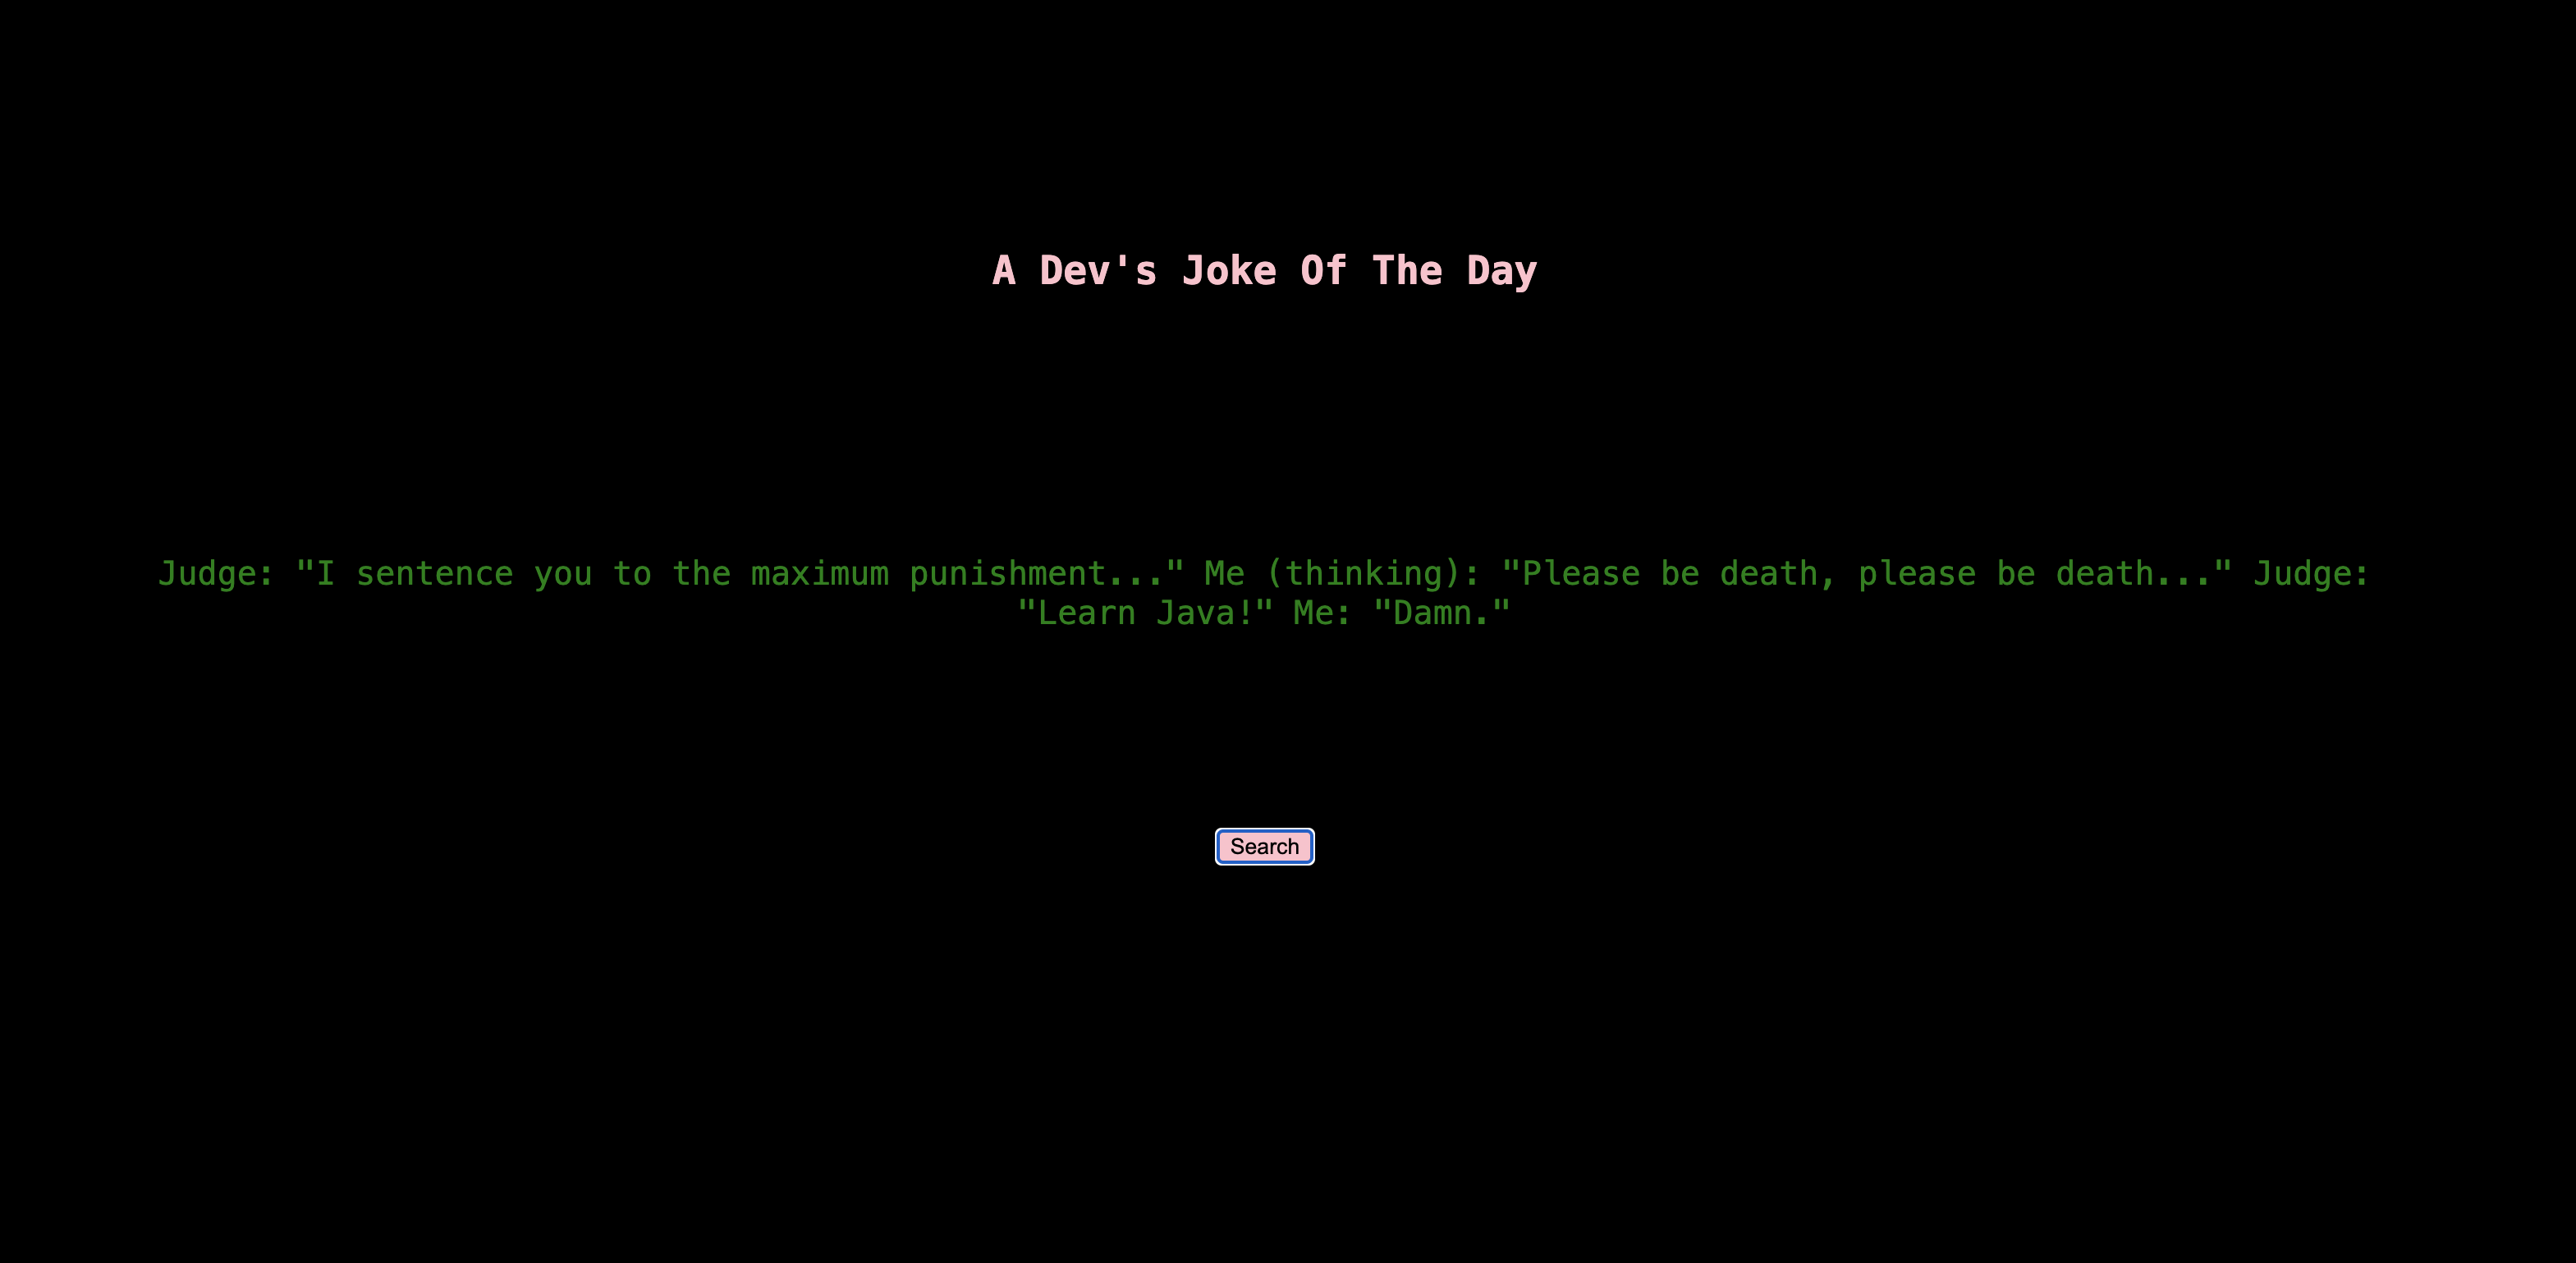 A Dev's Joke Of The Day
Judge: "I sentence you to the maximum punishment..." Me (thinking): "Please be death, please be death..." Judge:
"Learn Java!" Me: "Damn."
Search